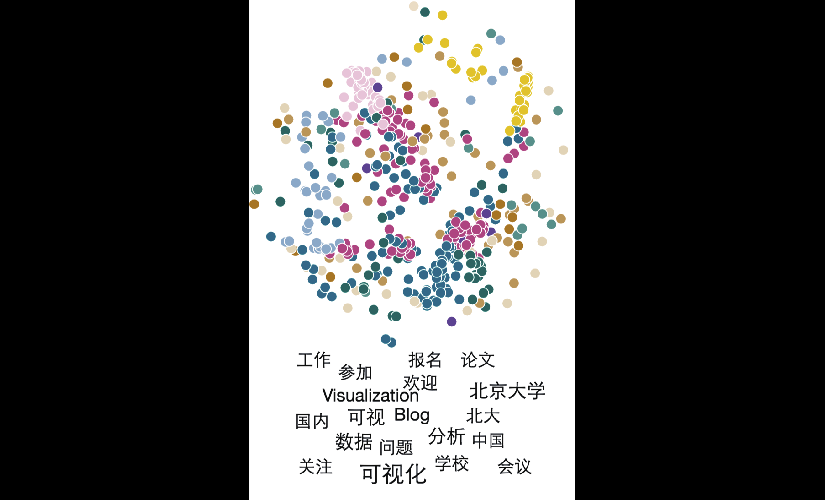 工作 报名 论文
参加
欢迎
Visualization 北京大学
国内 可视 Blog 北大
数据 问题 分析 中国
关注 可视化 学校 会议